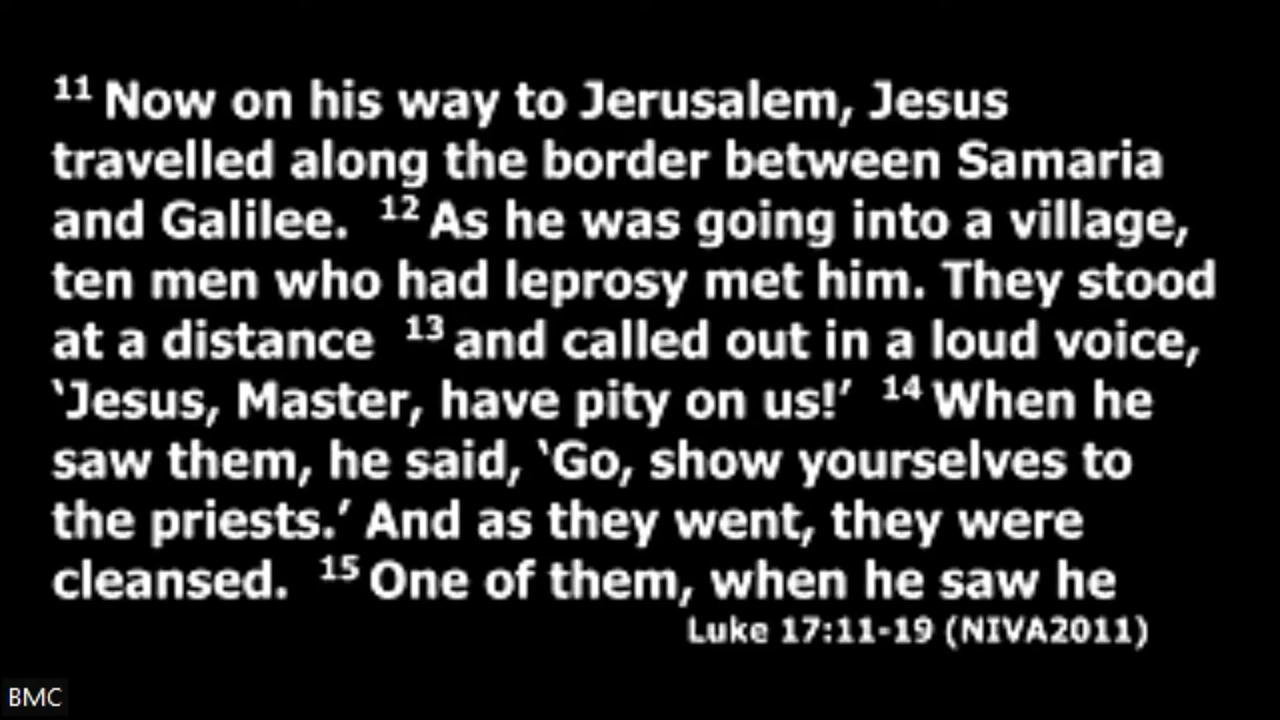 11 Now on his way to Jerusalem, Jesus
travelled along the border between Samaria
and Galilee. 12 As he was going into a village,
ten men who had leprosy met him. They stood
at a distance 13 and called out in a loud voice,
‘Jesus, Master, have pity on us!’ 14 When he
saw them, he said, ‘Go, show yourselves to
the priests.’ And as they went, they were
cleansed. 15 One of them, when he saw he
Luke 17:11-19 (NIVA2011)
BMC